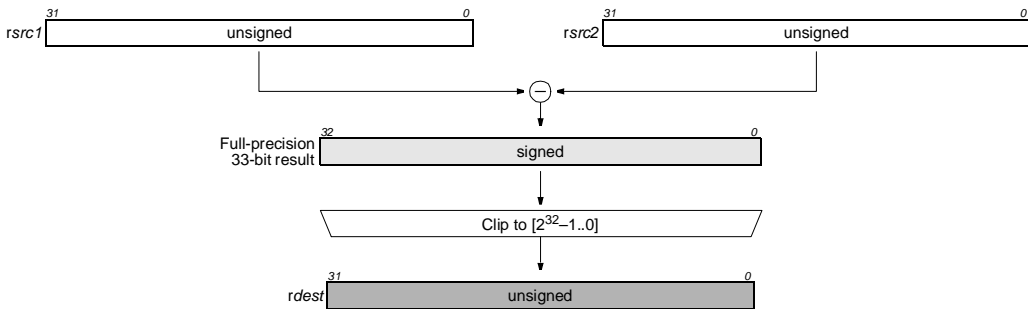 31 0 31 0
rsrc1 unsigned rsrc2 unsigned
−
32 0
Full-precision
33-bit result
signed
Clip to [2³²–1..0]
31 0
rdest unsigned